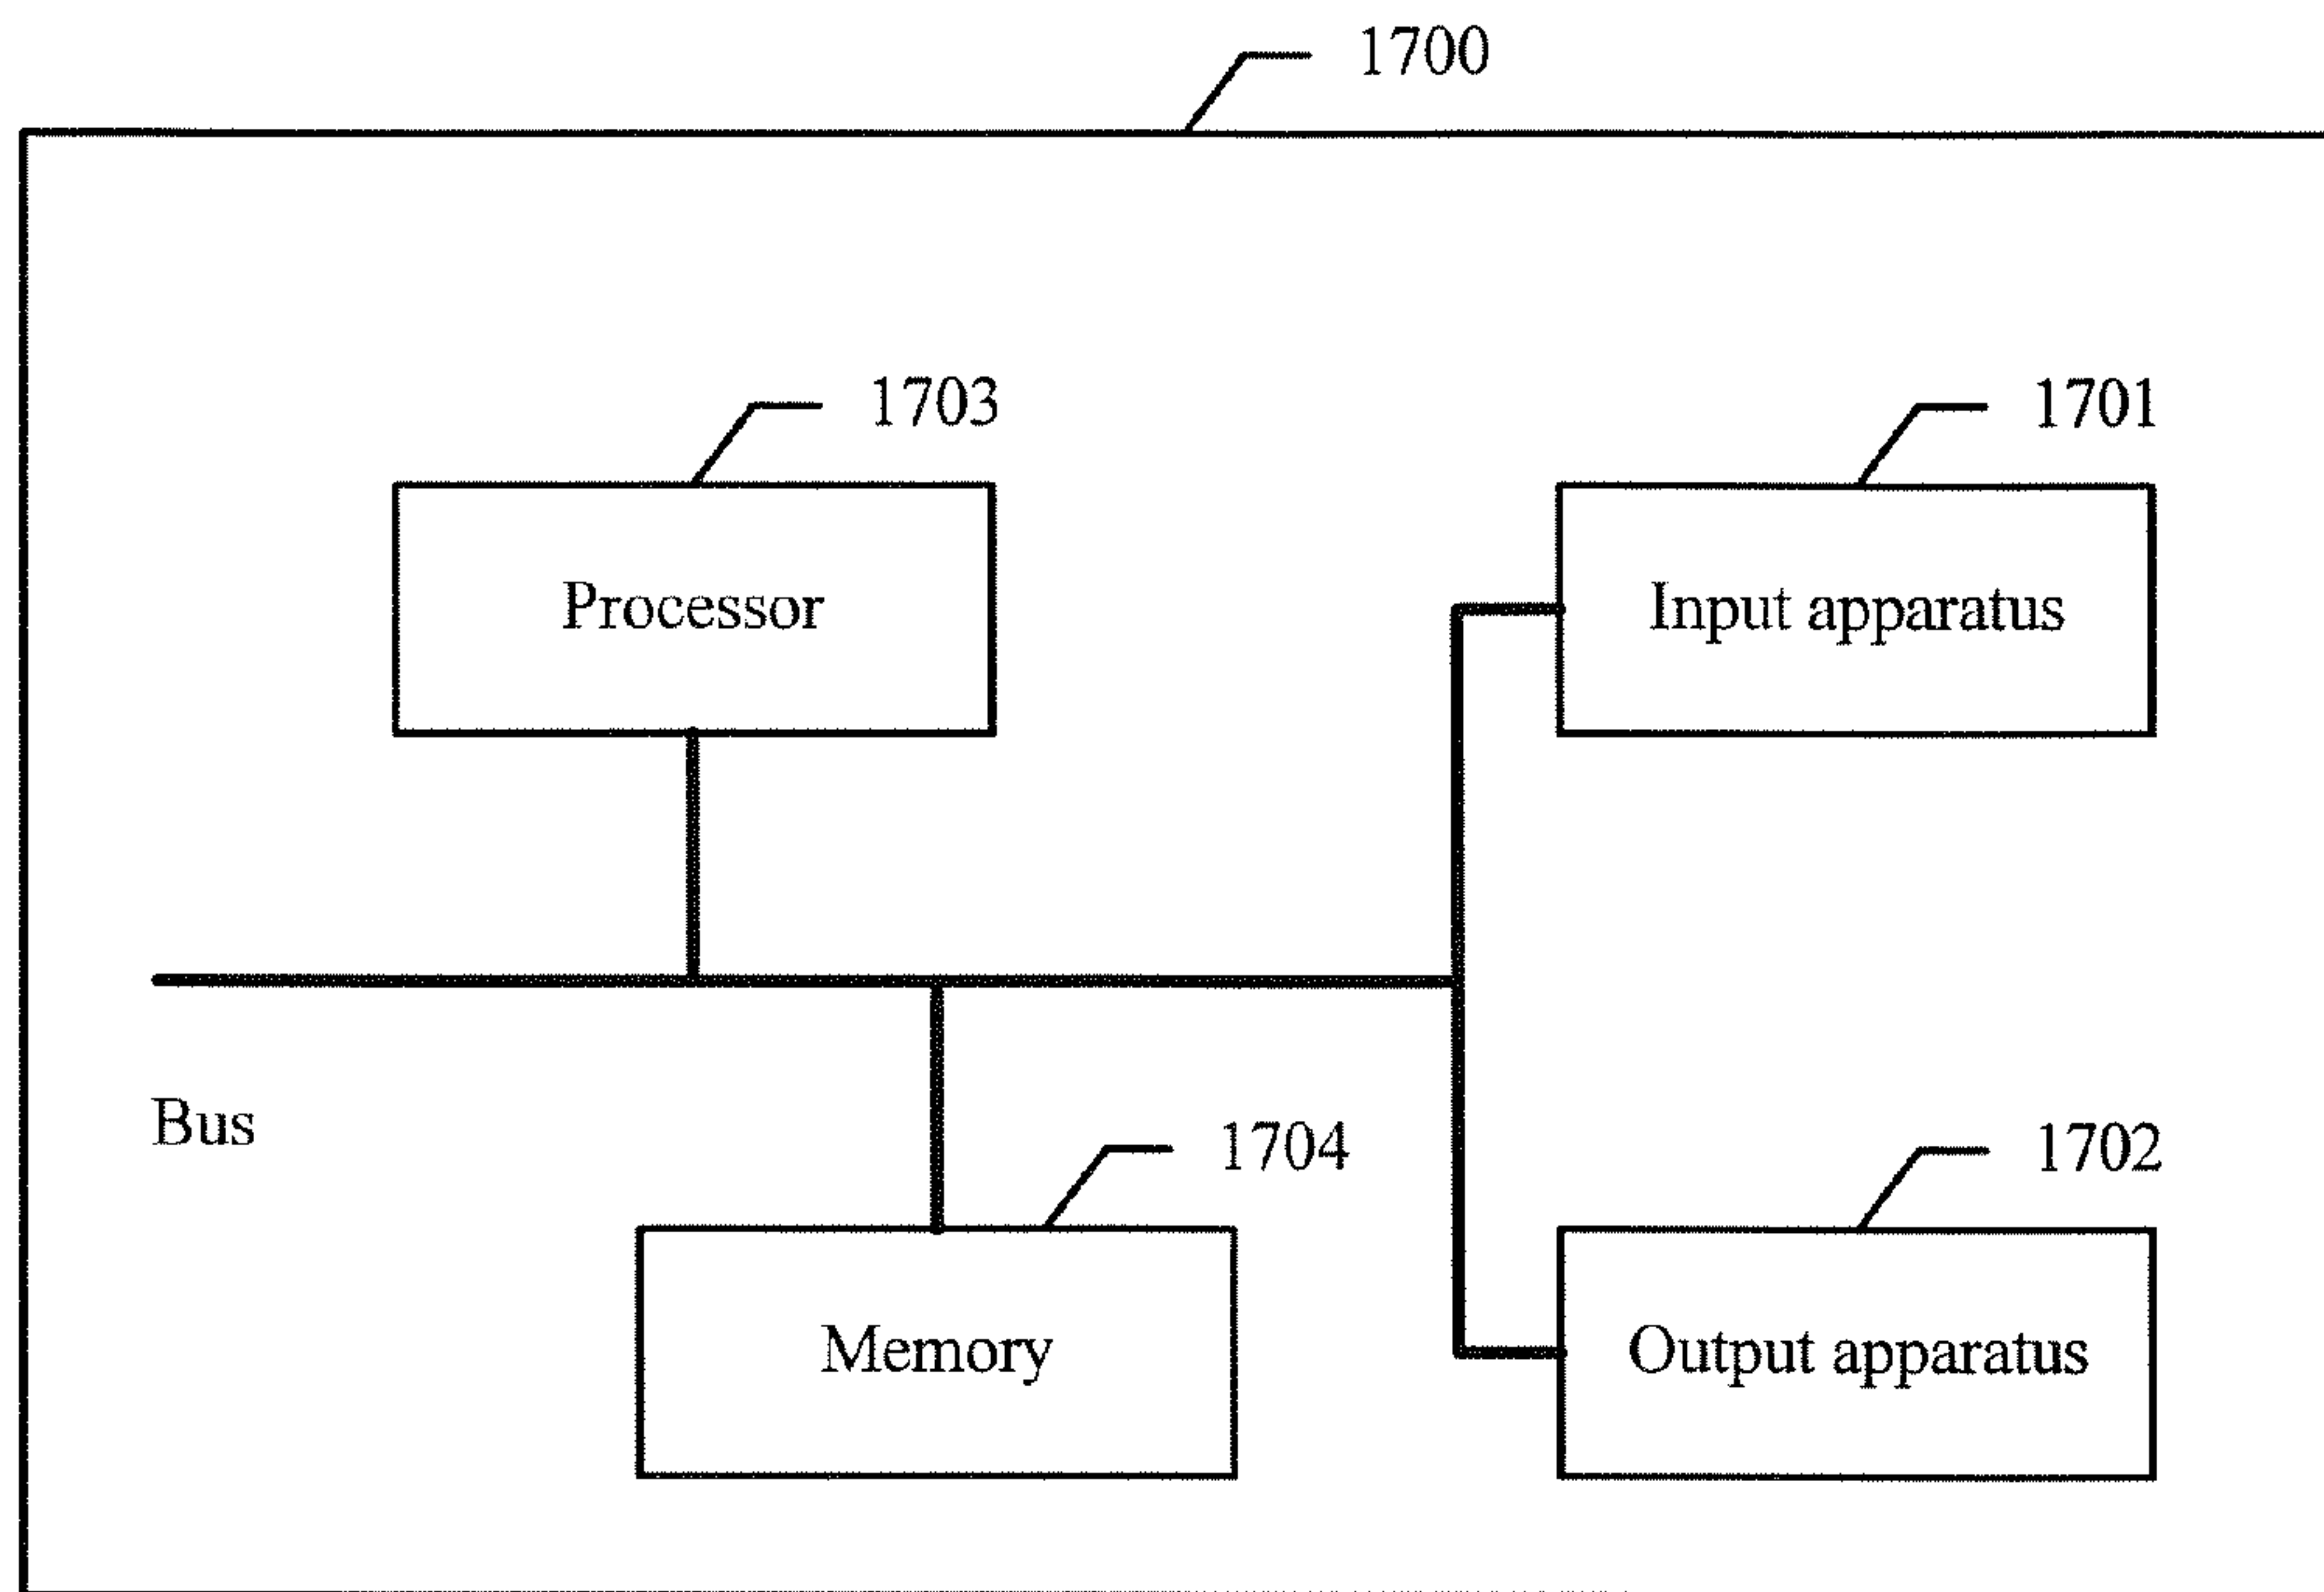 1700
1703
1701
Processor
Input apparatus
Bus
1704
1702
Memory
Output apparatus